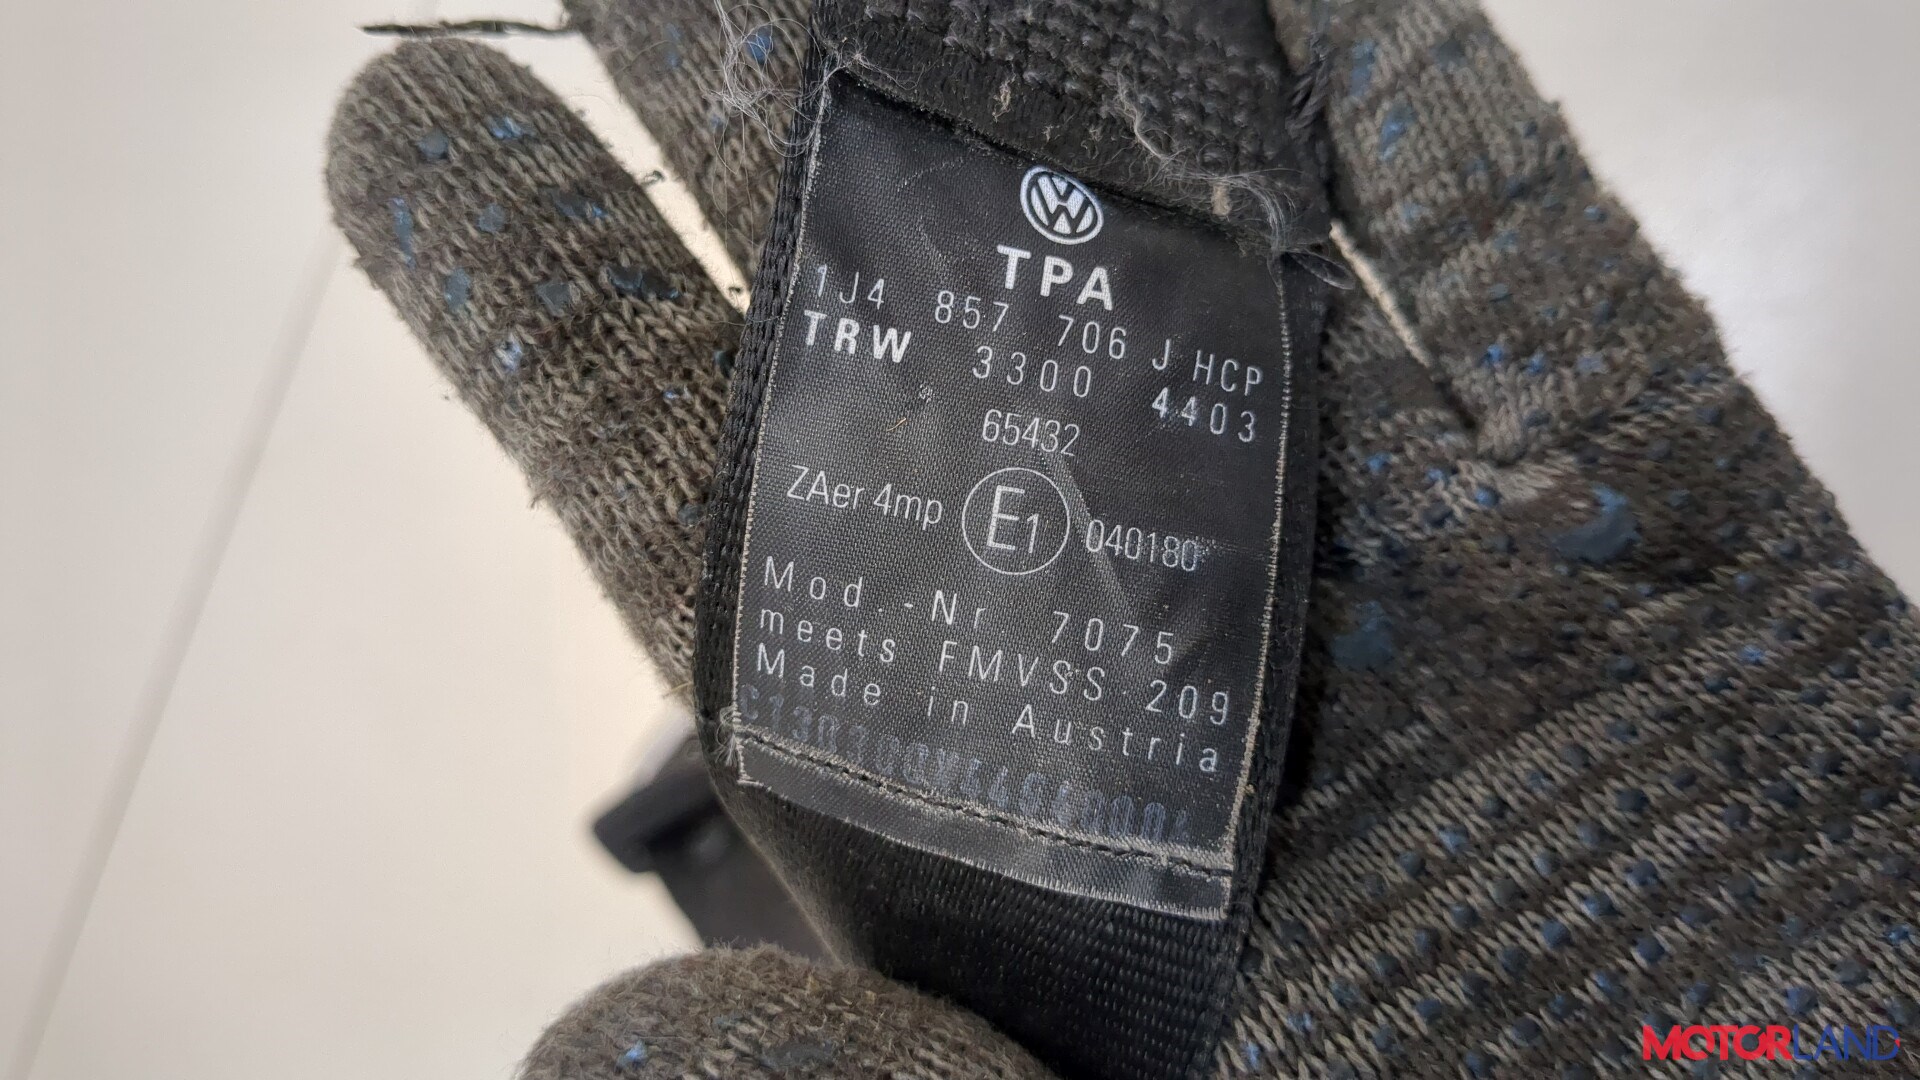 TPA
1J4 857 706 J HCP
TRW 3300 4403
65432
ZAer 4mp E1 040180
Mod.-Nr. 7075
meets FMVSS 209
Made in Austria
MOTORLAND